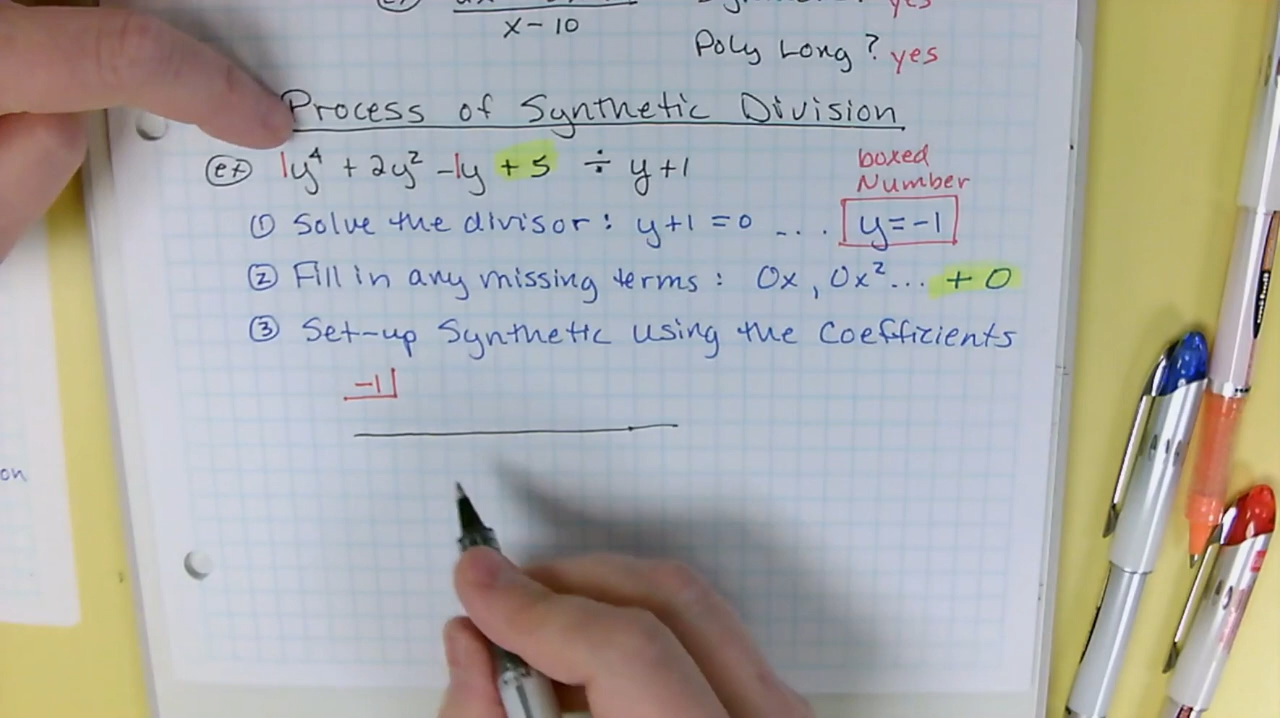 yes
x - 10
Poly Long? yes
Process of Synthetic Division
ex 1y⁴ + 2y² - 1y + 5 ÷ y + 1
boxed
Number
① Solve the divisor: y+1 = 0 ... y = -1
② Fill in any missing terms: 0x, 0x² ... + 0
③ Set-up Synthetic using the Coefficients
-1
on